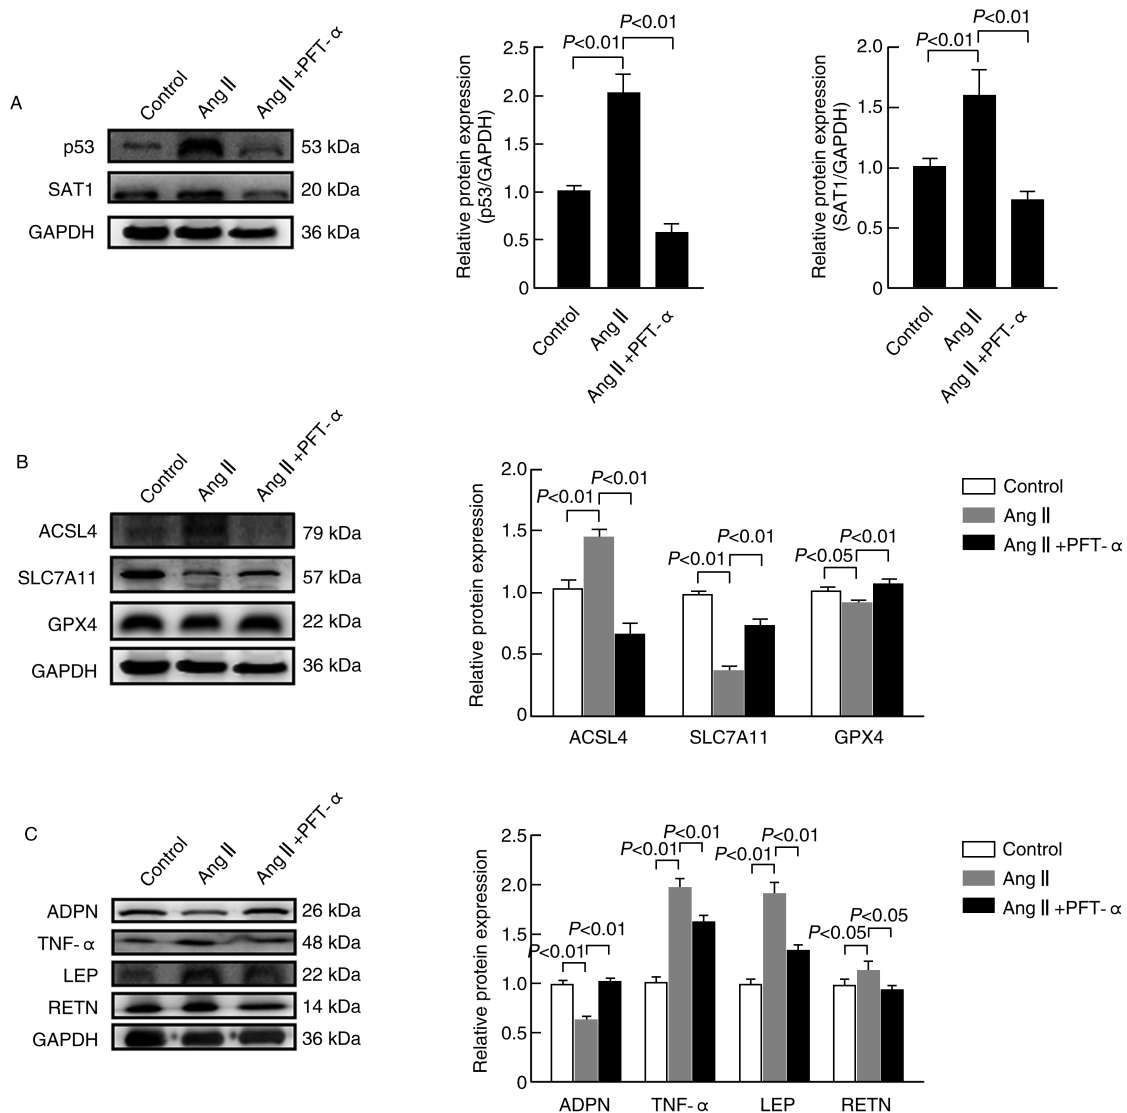 A
Control
Ang Ⅱ
Ang Ⅱ +PFT- α
p53
53 kDa
SAT1
20 kDa
GAPDH
36 kDa
Relative protein expression
(p53/GAPDH)
2.5
2.0
1.5
1.0
0.5
0
P<0.01
P<0.01
Control
Ang Ⅱ
Ang Ⅱ +PFT- α
Relative protein expression
(SAT1/GAPDH)
2.0
1.5
1.0
0.5
0
P<0.01
P<0.01
Control
Ang Ⅱ
Ang Ⅱ +PFT- α
B
Control
Ang Ⅱ
Ang Ⅱ +PFT- α
ACSL4
79 kDa
SLC7A11
57 kDa
GPX4
22 kDa
GAPDH
36 kDa
Relative protein expression
2.0
1.5
1.0
0.5
0
P<0.01
P<0.01
P<0.01
P<0.01
P<0.05
P<0.01
ACSL4
SLC7A11
GPX4
Control
Ang Ⅱ
Ang Ⅱ +PFT- α
C
Control
Ang Ⅱ
Ang Ⅱ +PFT- α
ADPN
26 kDa
TNF- α
48 kDa
LEP
22 kDa
RETN
14 kDa
GAPDH
36 kDa
Relative protein expression
2.5
2.0
1.5
1.0
0.5
0
P<0.01
P<0.01
P<0.01
P<0.01
P<0.01
P<0.01
P<0.05
P<0.05
ADPN
TNF- α
LEP
RETN
Control
Ang Ⅱ
Ang Ⅱ +PFT- α